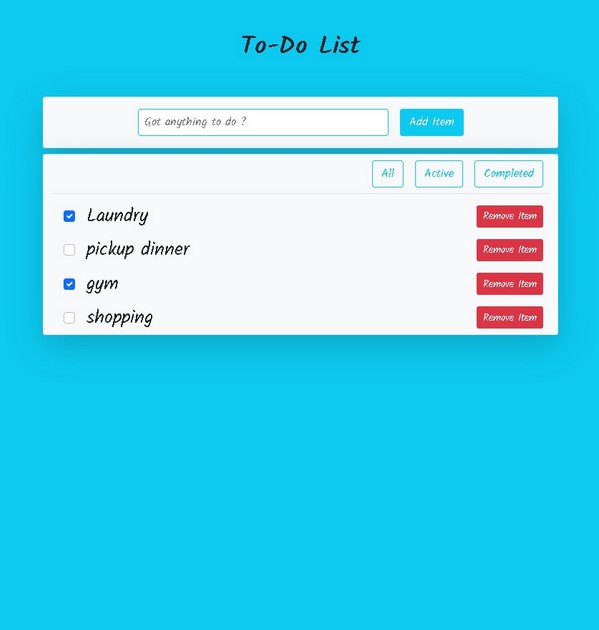 To-Do List
Got anything to do ? Add Item
All Active Completed
Laundry Remove Item
pickup dinner Remove Item
gym Remove Item
shopping Remove Item